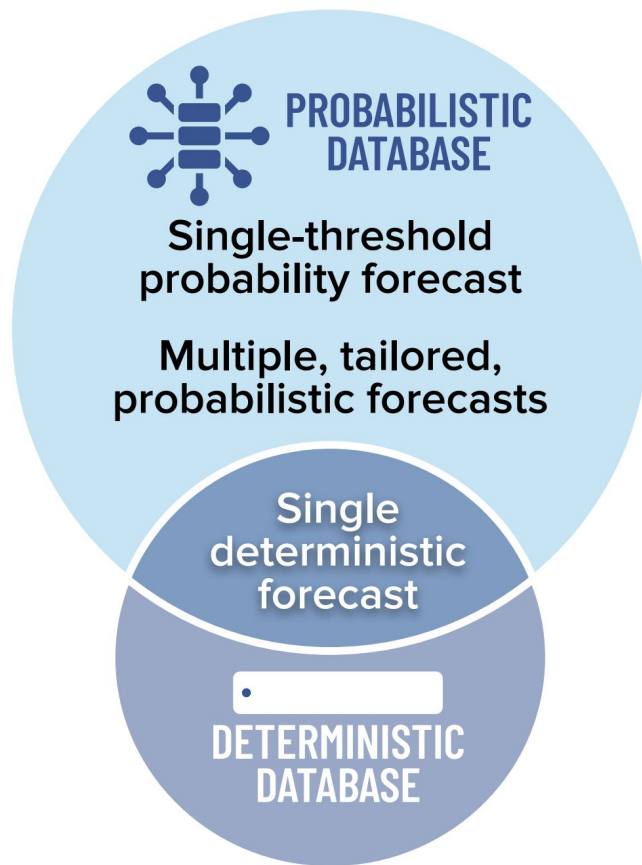 PROBABILISTIC
DATABASE
Single-threshold
probability forecast
Multiple, tailored,
probabilistic forecasts
Single
deterministic
forecast
DETERMINISTIC
DATABASE